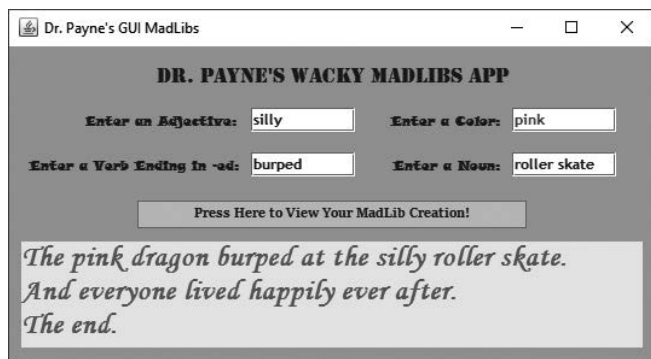 Dr. Payne's GUI MadLibs
DR. PAYNE'S WACKY MADLIBS APP
Enter an Adjective: silly Enter a Color: pink
Enter a Verb Ending in -ed: burped Enter a Noun: roller skate
Press Here to View Your MadLib Creation!
The pink dragon burped at the silly roller skate.
And everyone lived happily ever after.
The end.